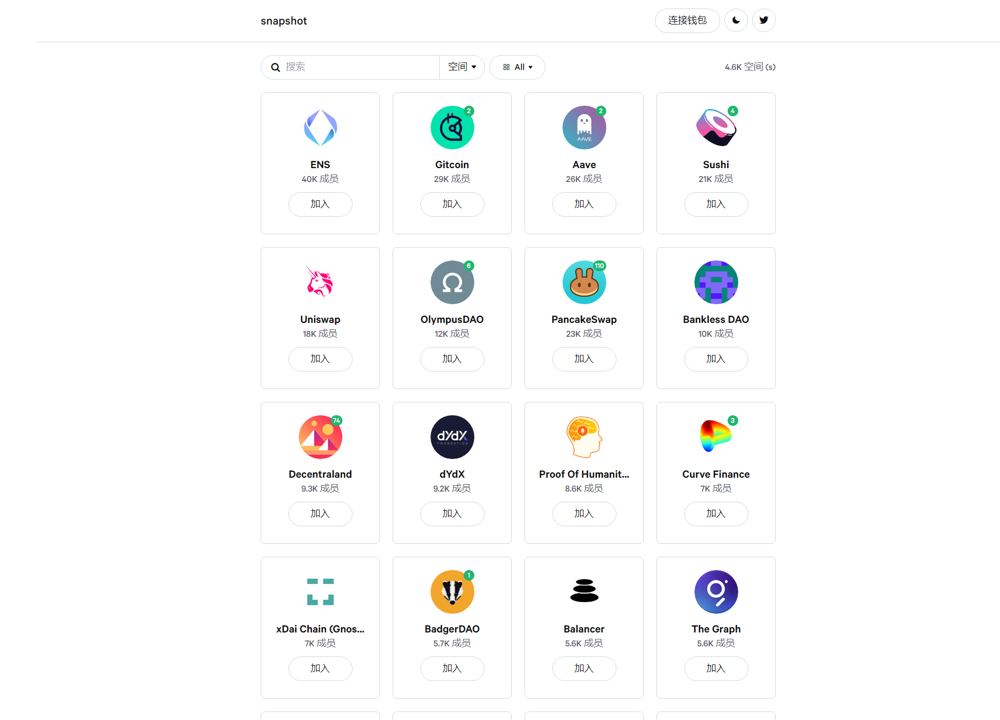 snapshot
连接钱包
搜索
空间
All
4.6K 空间 (s)
2
2
AAVE
4
ENS
Gitcoin
Aave
Sushi
40K 成员
29K 成员
26K 成员
21K 成员
加入
加入
加入
加入
6
110
Uniswap
OlympusDAO
PancakeSwap
Bankless DAO
18K 成员
12K 成员
23K 成员
10K 成员
加入
加入
加入
加入
74
dYdX
3
Decentraland
dYdX
Proof Of Humanit...
Curve Finance
9.3K 成员
9.2K 成员
8.6K 成员
7K 成员
加入
加入
加入
加入
1
xDai Chain (Gnos...
BadgerDAO
Balancer
The Graph
7K 成员
5.7K 成员
5.6K 成员
5.6K 成员
加入
加入
加入
加入